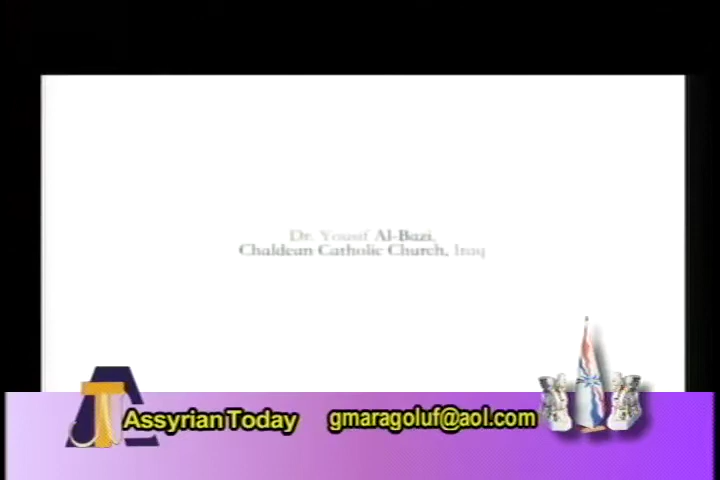 Dr. Yousif Al-Bazi,
Chaldean Catholic Church, Iraq
Assyrian Today
gmaragoluf@aol.com